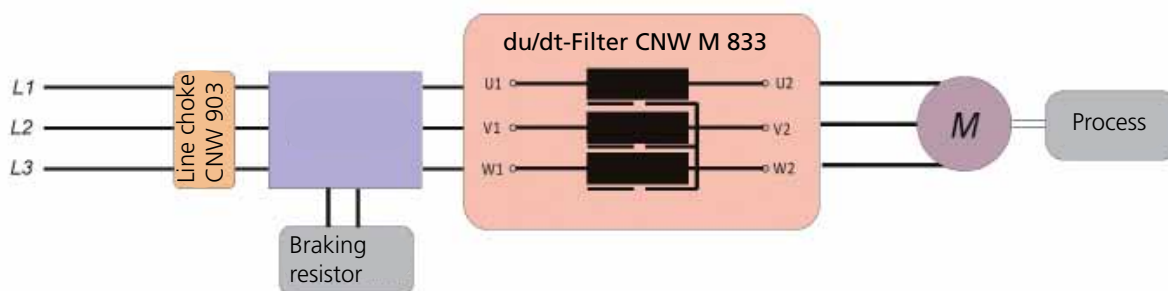 du/dt-Filter CNW M 833
L1
L2
L3
Line choke
CNW 903
U1
U2
V1
V2
W1
W2
M
Process
Braking
resistor